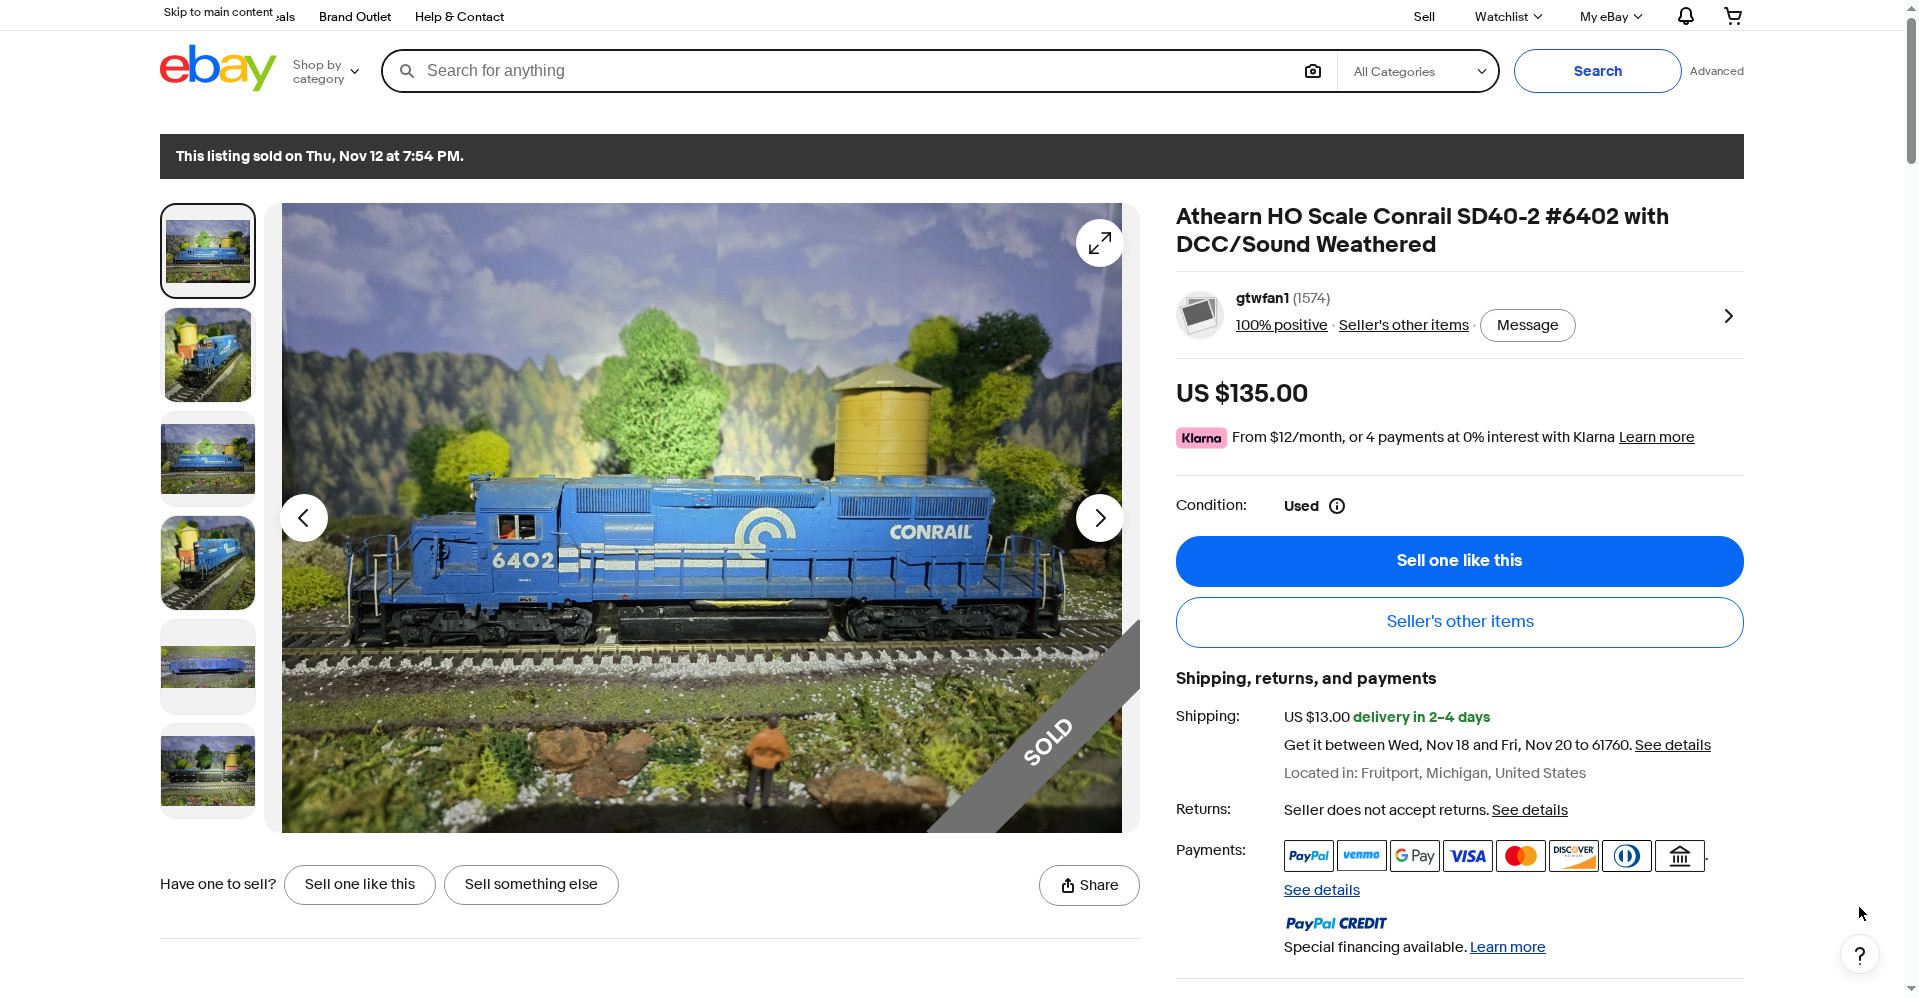 Skip to main content
eals
Brand Outlet
Help & Contact
Sell
Watchlist
My eBay
ebay
Shop by category
Search for anything
All Categories
Search
Advanced
This listing sold on Thu, Nov 12 at 7:54 PM.
6402
CONRAIL
SOLD
Athearn HO Scale Conrail SD40-2 #6402 with
DCC/Sound Weathered
gtwfan1 (1574)
100% positive · Seller's other items · Message
US $135.00
Klarna From $12/month, or 4 payments at 0% interest with Klarna Learn more
Condition: Used
Sell one like this
Seller's other items
Shipping, returns, and payments
Shipping: US $13.00 delivery in 2–4 days
Get it between Wed, Nov 18 and Fri, Nov 20 to 61760. See details
Located in: Fruitport, Michigan, United States
Returns: Seller does not accept returns. See details
Payments: PayPal venmo G Pay VISA DISCOVER .
See details
PayPal CREDIT
Special financing available. Learn more
Have one to sell? Sell one like this Sell something else
Share
?